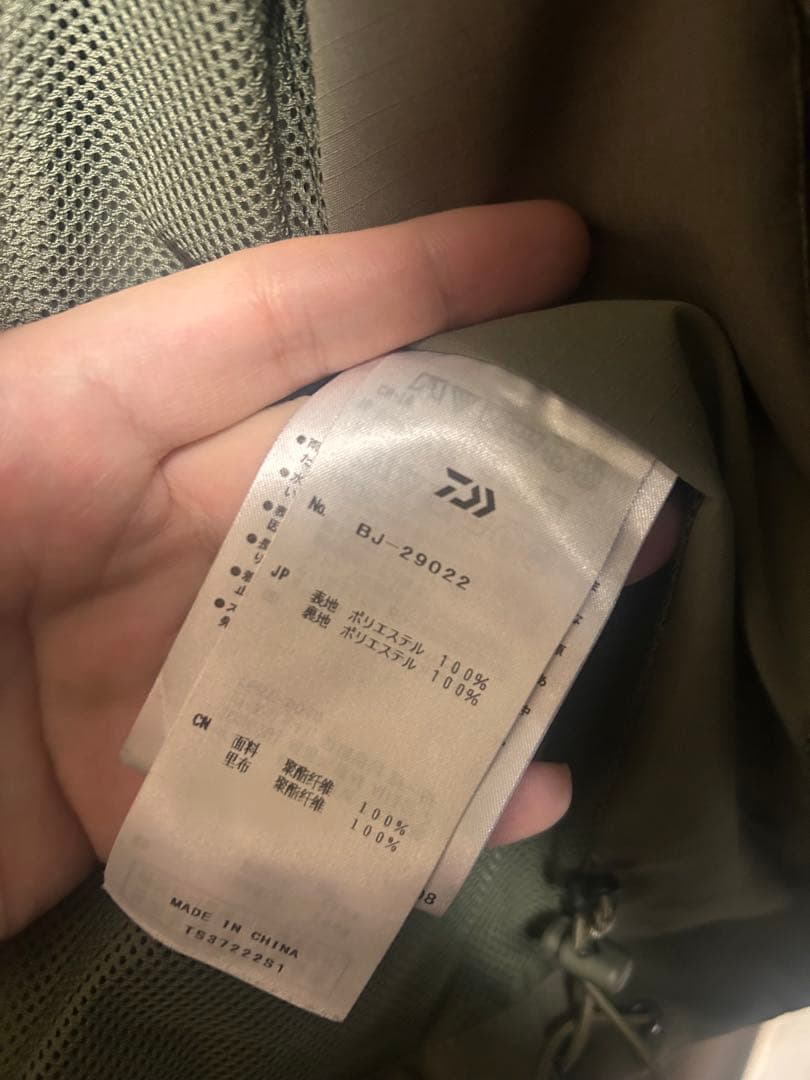 No. BJ-29022
JP
表地 ポリエステル 100%
裏地 ポリエステル 100%
CN
面料 聚酯纤维 100%
里布 聚酯纤维 100%
MADE IN CHINA
TS37222S1